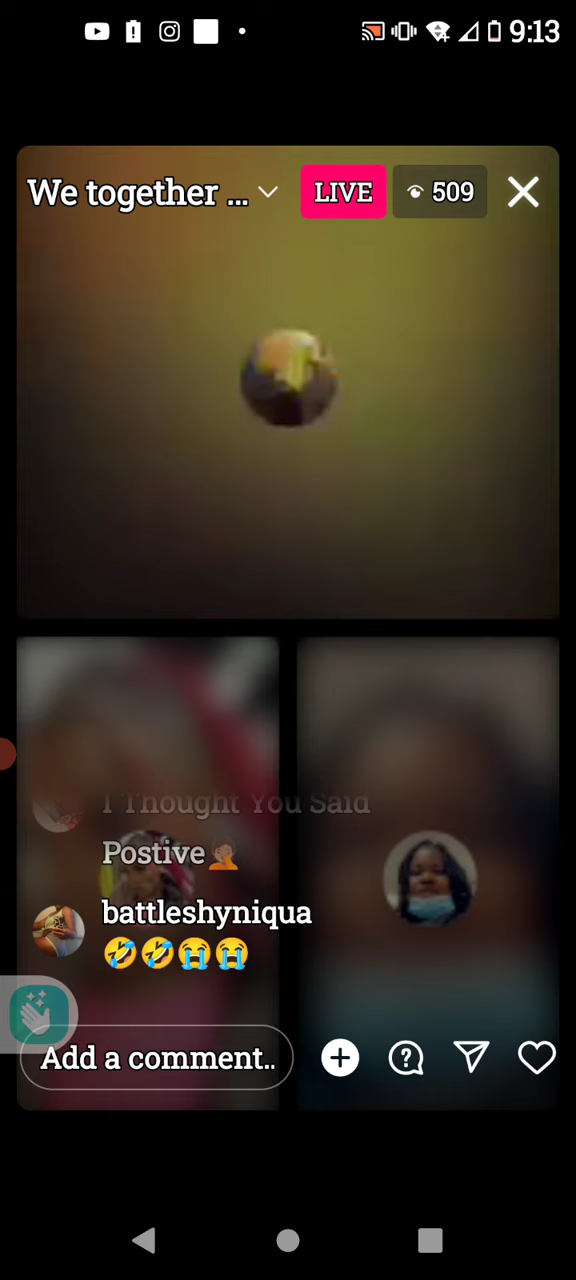 9:13
We together ...
LIVE
509
I Thought You Said
Postive🤦🏽
battleshyniqua
🤣🤣😭😭
Add a comment..